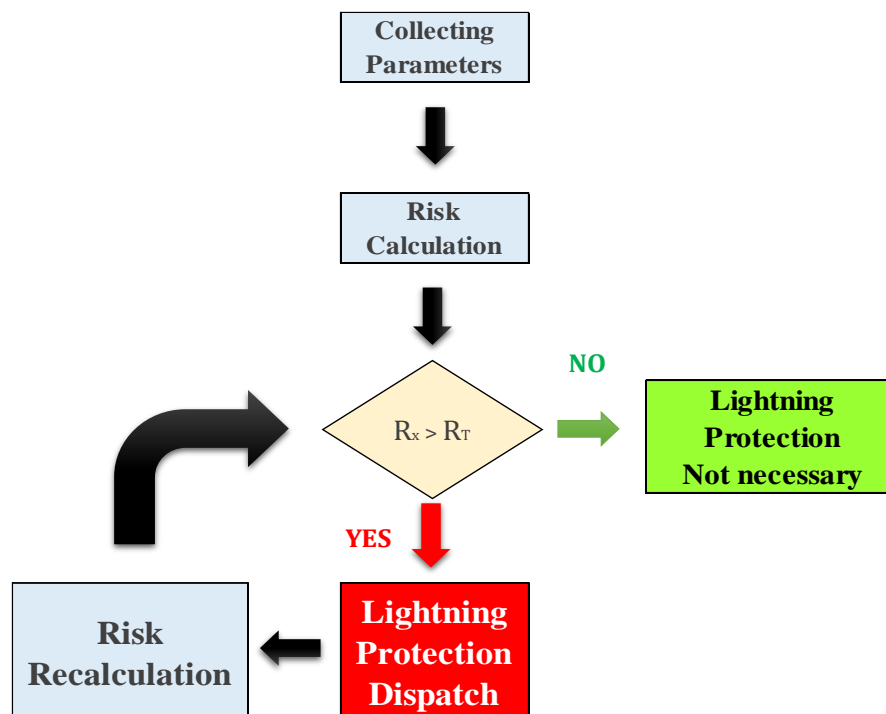 Collecting
Parameters
Risk
Calculation
NO
Rx > RT
Lightning
Protection
Not necessary
YES
Risk
Recalculation
Lightning
Protection
Dispatch